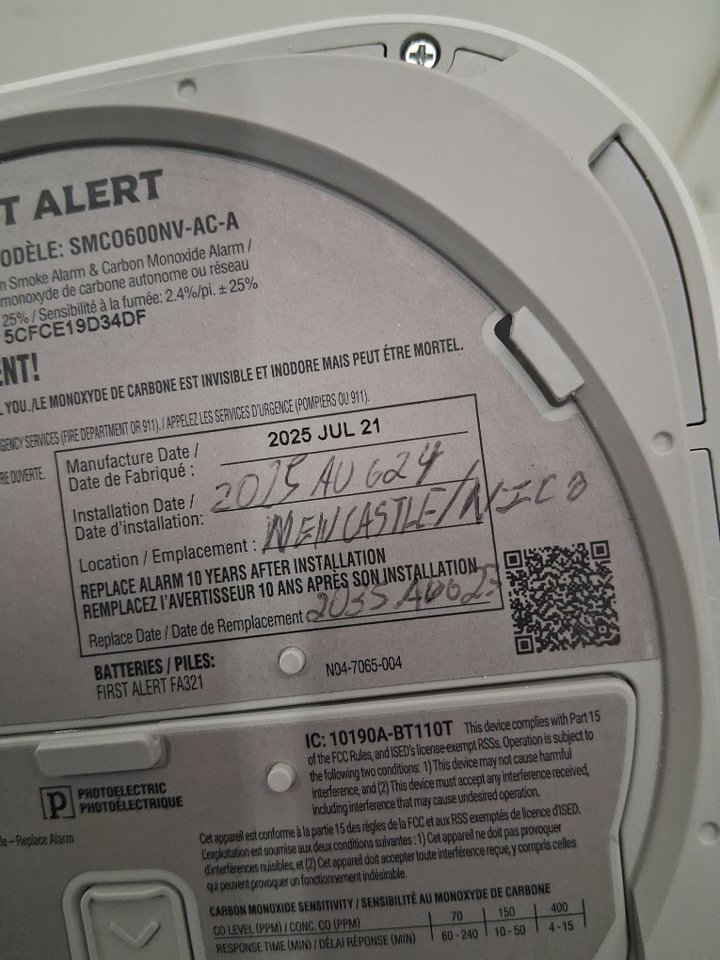 T ALERT
ODÈLE: SMCO600NV-AC-A
n Smoke Alarm & Carbon Monoxide Alarm /
monoxyde de carbone autonome ou réseau
25% / Sensibilité à la fumée: 2.4%/pi. ± 25%
5CFCE19D34DF
ENT!
L YOU./LE MONOXYDE DE CARBONE EST INVISIBLE ET INODORE MAIS PEUT ÉTRE MORTEL.
GENCY SERVICES (FIRE DEPARTMENT OR 911). / APPELEZ LES SERVICES D'URGENCE (POMPIERS OU 911).
RE OUVERTE.
Manufacture Date / 2025 JUL 21
Date de Fabriqué :
Installation Date / 2025 AUG 24
Date d'installation:
Location / Emplacement : NEWCASTLE/
REPLACE ALARM 10 YEARS AFTER INSTALLATION
REMPLACEZ l'AVERTISSEUR 10 ANS APRÈS SON INSTALLATION
Replace Date / Date de Remplacement 2035 AUG 23
BATTERIES / PILES:
FIRST ALERT FA321
N04-7065-004
IC: 10190A-BT110T This device complies with Part 15
of the FCC Rules, and ISED's license-exempt RSSs. Operation is subject to
the following two conditions: 1) This device may not cause harmful
interference, and (2) This device must accept any interference received,
including interference that may cause undesired operation.
P PHOTOELECTRIC
PHOTOÉLECTRIQUE
fe – Replace Alarm
Cet appareil est conforme à la partie 15 des règles de la FCC et aux RSS exemptés de licence d'ISED.
L'exploitation est soumise aux deux conditions suivantes : 1) Cet appareil ne doit pas provoquer
d'interférences nuisibles, et (2) Cet appareil doit accepter toute interférence reçue, y compris celles
qui peuvent provoquer un fonctionnement indésirable.
CARBON MONOXIDE SENSITIVITY / SENSIBILITÉ AU MONOXYDE DE CARBONE
CO LEVEL (PPM) / CONC. CO (PPM) 70 150 400
RESPONSE TIME (MIN) / DÉLAI RÉPONSE (MIN) 60 - 240 10 - 50 4 - 15